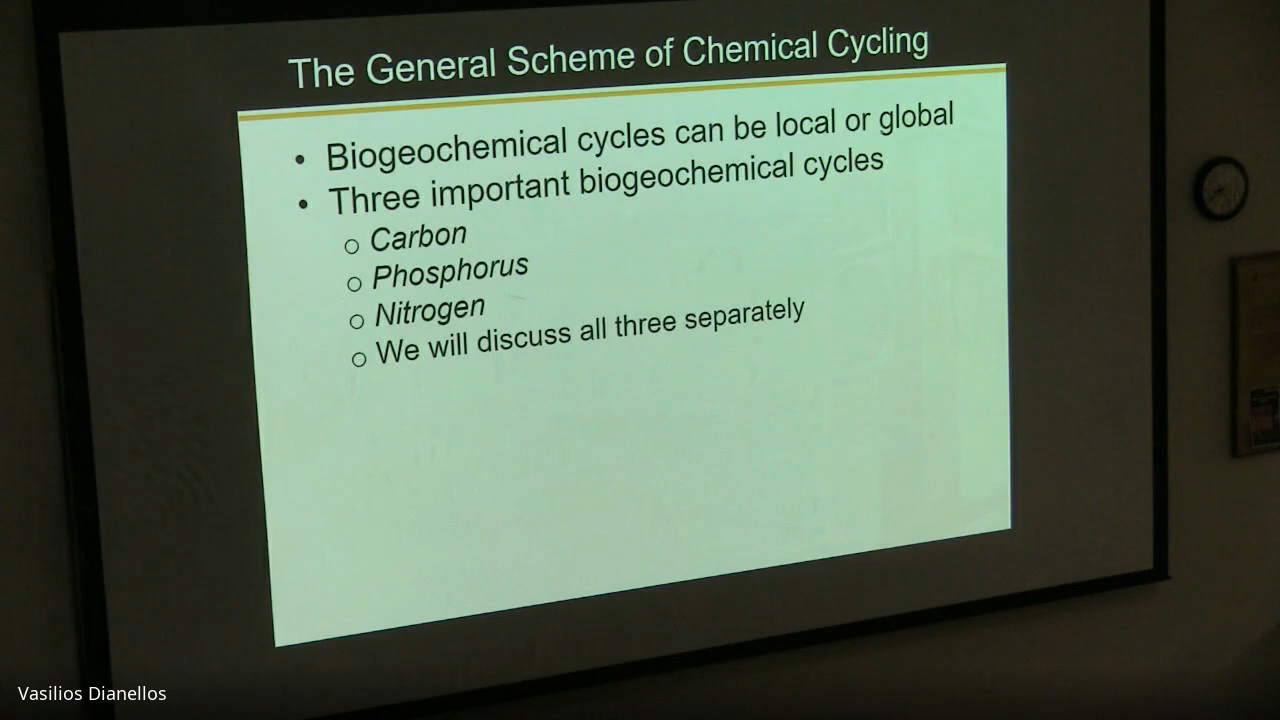 The General Scheme of Chemical Cycling
• Biogeochemical cycles can be local or global
• Three important biogeochemical cycles
o Carbon
o Phosphorus
o Nitrogen
o We will discuss all three separately
Vasilios Dianellos